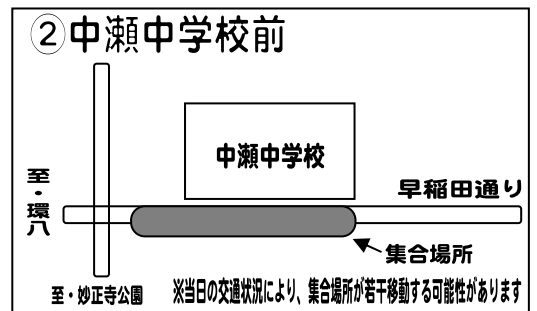 ②中瀬中学校前
中瀬中学校
至・環八
早稲田通り
集合場所
至・妙正寺公園
※当日の交通状況により、集合場所が若干移動する可能性があります